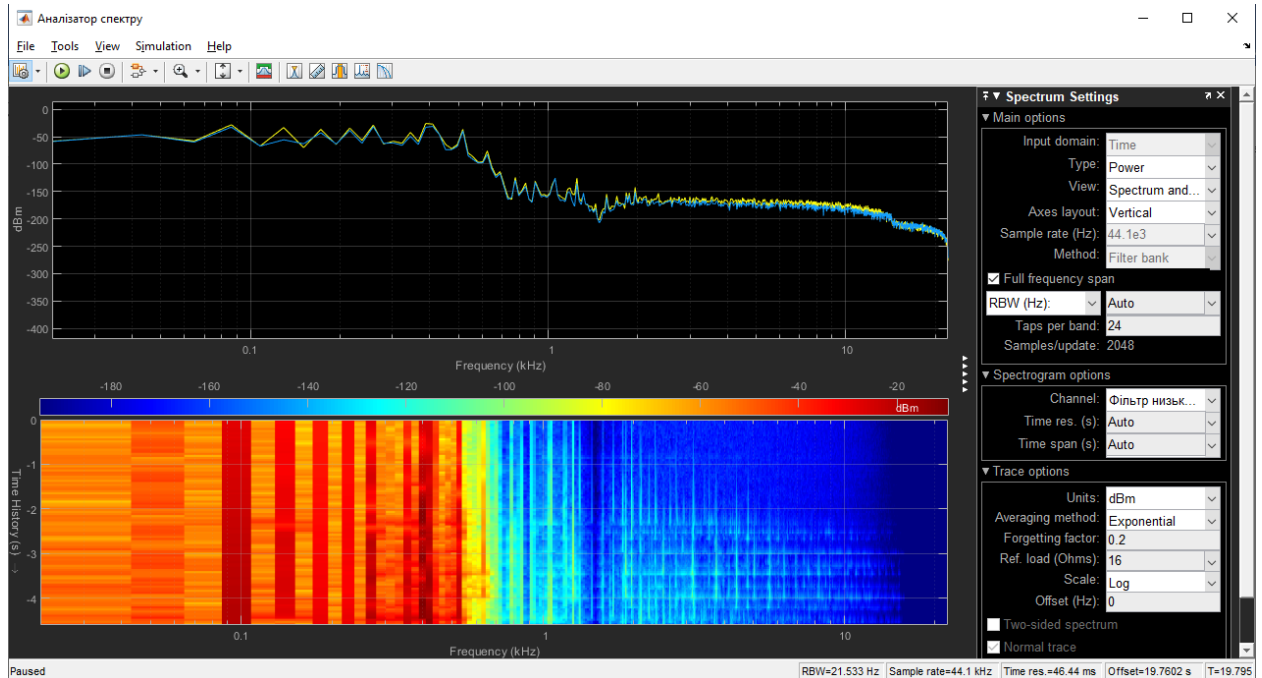 Аналізатор спектру
File Tools View Simulation Help
0
-50
-100
-150
-200
-250
-300
-350
-400
dBm
0.1 1 10
Frequency (kHz)
-180 -160 -140 -120 -100 -80 -60 -40 -20
dBm
0
-1
-2
-3
-4
Time History (s) →
0.1 1 10
Frequency (kHz)
Spectrum Settings
Main options
Input domain: Time
Type: Power
View: Spectrum and...
Axes layout: Vertical
Sample rate (Hz): 44.1e3
Method: Filter bank
Full frequency span
RBW (Hz): Auto
Taps per band: 24
Samples/update: 2048
Spectrogram options
Channel: Фільтр низьк...
Time res. (s): Auto
Time span (s): Auto
Trace options
Units: dBm
Averaging method: Exponential
Forgetting factor: 0.2
Ref. load (Ohms): 16
Scale: Log
Offset (Hz): 0
Two-sided spectrum
Normal trace
Paused RBW=21.533 Hz Sample rate=44.1 kHz Time res.=46.44 ms Offset=19.7602 s T=19.795